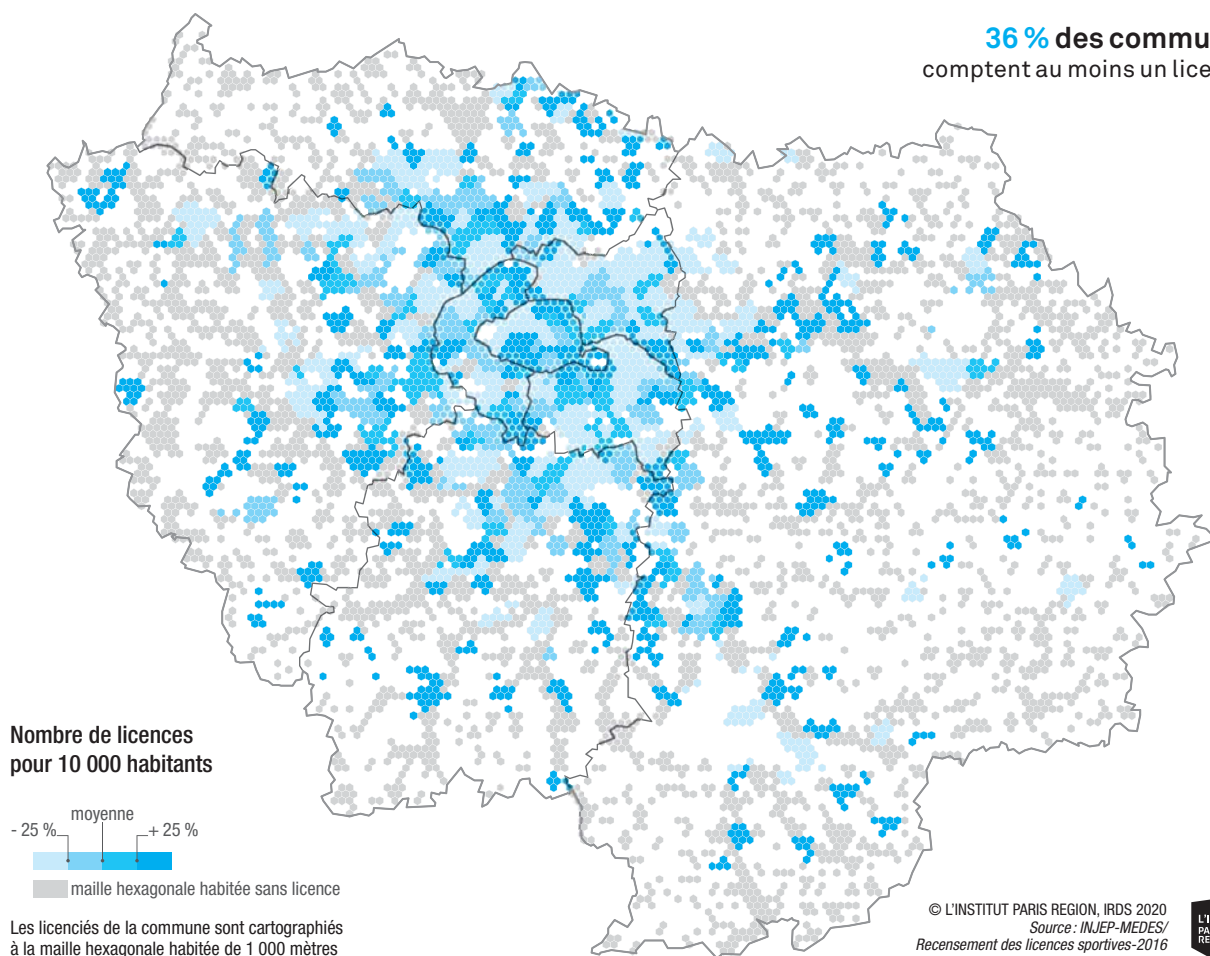 36 % des commu
comptent au moins un lice
Nombre de licences
pour 10 000 habitants
moyenne
- 25 % + 25 %
maille hexagonale habitée sans licence
Les licenciés de la commune sont cartographiés
à la maille hexagonale habitée de 1 000 mètres
© L'INSTITUT PARIS REGION, IRDS 2020
Source : INJEP-MEDES/
Recensement des licences sportives-2016
L'I
PA
RE